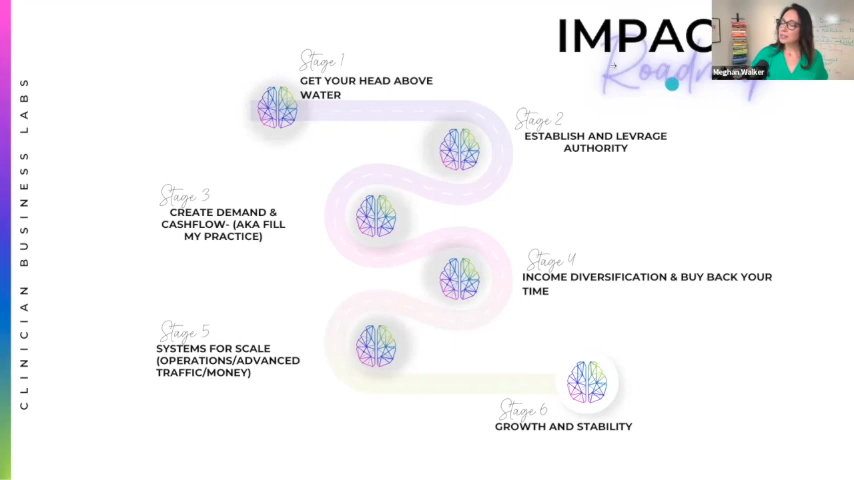 IMPAC
Roadmap
Meghan Walker
Stage 1
GET YOUR HEAD ABOVE
WATER
Stage 2
ESTABLISH AND LEVRAGE
AUTHORITY
Stage 3
CREATE DEMAND &
CASHFLOW- (AKA FILL
MY PRACTICE)
Stage 4
INCOME DIVERSIFICATION & BUY BACK YOUR
TIME
Stage 5
SYSTEMS FOR SCALE
(OPERATIONS/ADVANCED
TRAFFIC/MONEY)
Stage 6
GROWTH AND STABILITY
CLINICIAN BUSINESS LABS